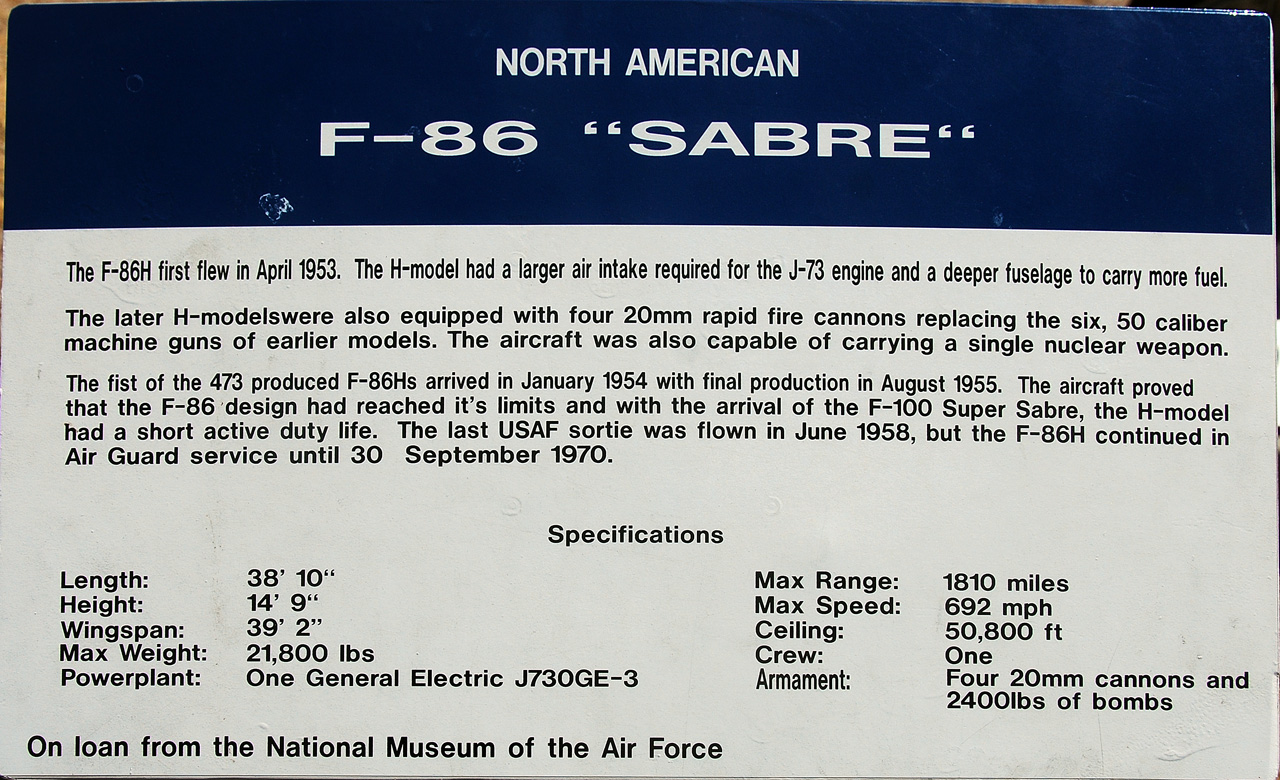 NORTH AMERICAN
F-86 “SABRE“
The F-86H first flew in April 1953. The H-model had a larger air intake required for the J-73 engine and a deeper fuselage to carry more fuel.
The later H-modelswere also equipped with four 20mm rapid fire cannons replacing the six, 50 caliber
machine guns of earlier models. The aircraft was also capable of carrying a single nuclear weapon.
The fist of the 473 produced F-86Hs arrived in January 1954 with final production in August 1955. The aircraft proved
that the F-86 design had reached it's limits and with the arrival of the F-100 Super Sabre, the H-model
had a short active duty life. The last USAF sortie was flown in June 1958, but the F-86H continued in
Air Guard service until 30 September 1970.
Specifications
Length: 38’ 10“
Height: 14’ 9“
Wingspan: 39’ 2”
Max Weight: 21,800 lbs
Powerplant: One General Electric J730GE-3
Max Range: 1810 miles
Max Speed: 692 mph
Ceiling: 50,800 ft
Crew: One
Armament: Four 20mm cannons and
2400lbs of bombs
On loan from the National Museum of the Air Force